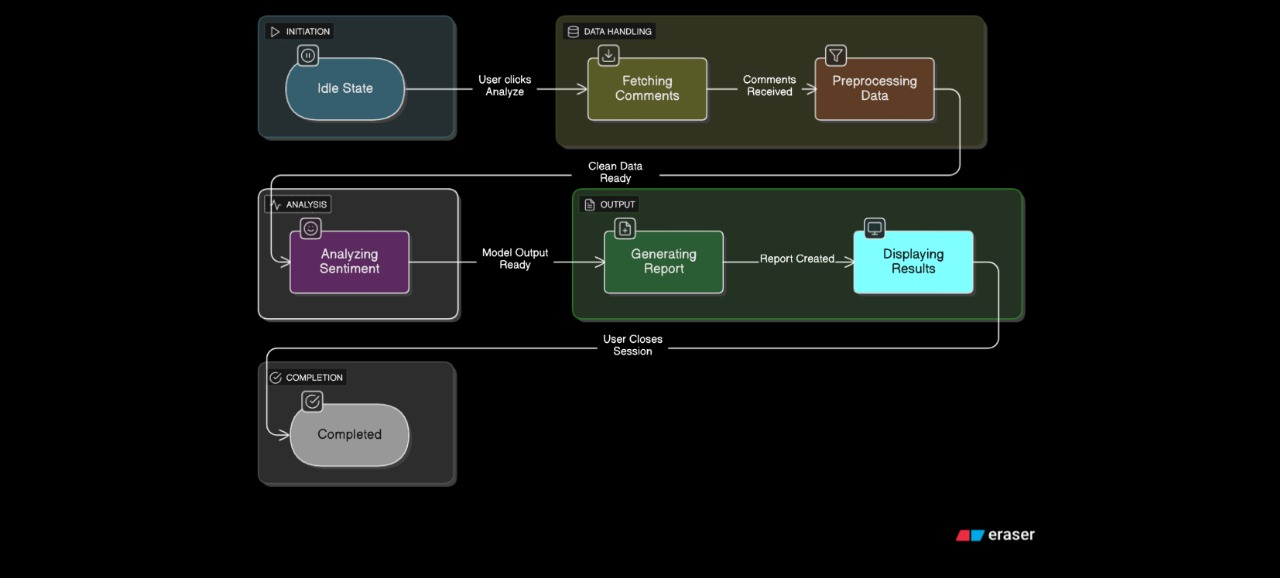 INITIATION
DATA HANDLING
Idle State
User clicks
Analyze
Fetching
Comments
Comments
Received
Preprocessing
Data
Clean Data
Ready
ANALYSIS
OUTPUT
Analyzing
Sentiment
Model Output
Ready
Generating
Report
Report Created
Displaying
Results
User Closes
Session
COMPLETION
Completed
eraser